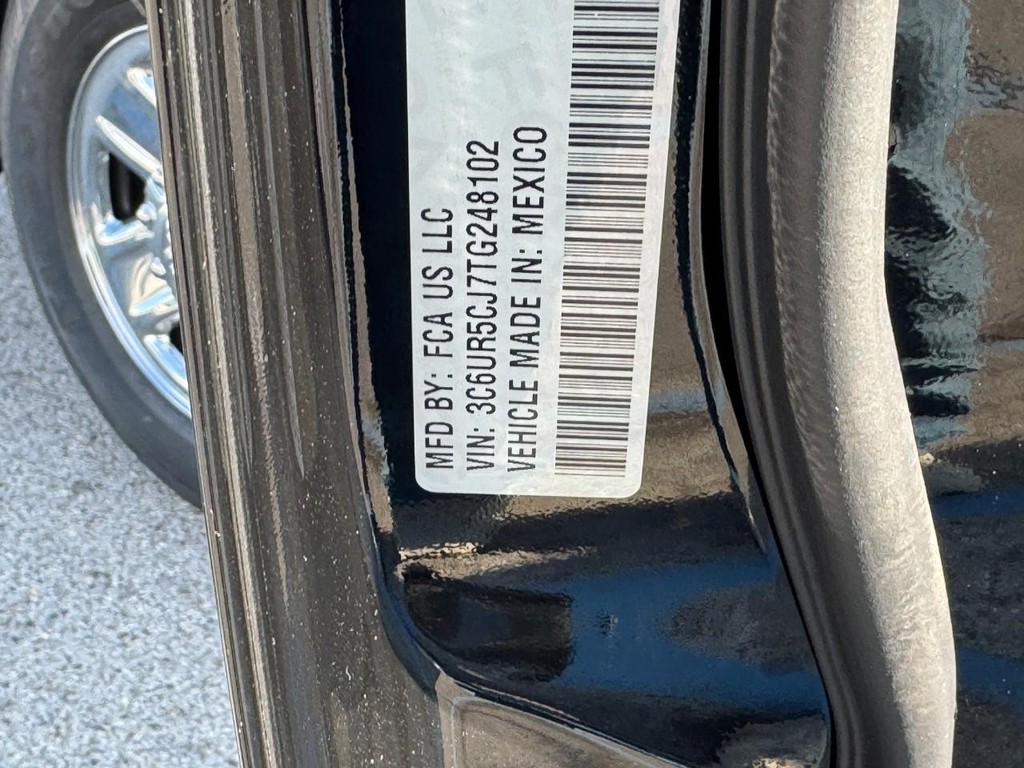 MFD BY: FCA US LLC
VIN: 3C6UR5CJ7TG248102
VEHICLE MADE IN: MEXICO